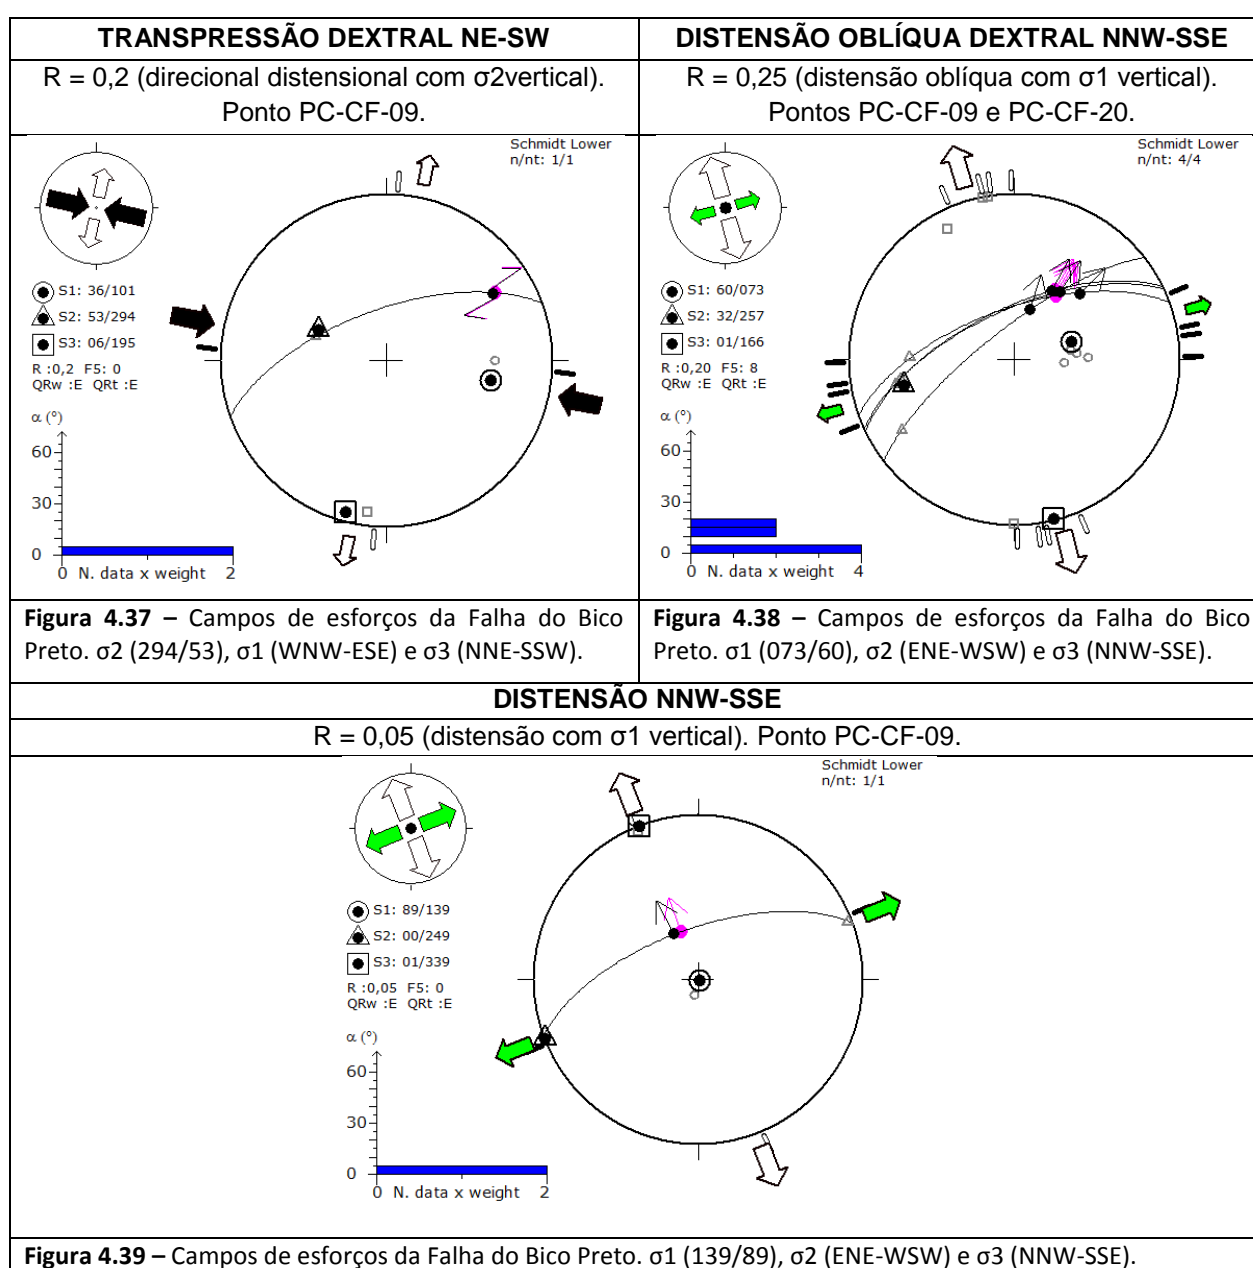 TRANSPRESSÃO DEXTRAL NE-SW
R = 0,2 (direcional distensional com σ2vertical).
Ponto PC-CF-09.
Schmidt Lower
n/nt: 1/1
S1: 36/101
S2: 53/294
S3: 06/195
R :0,2 F5: 0
QRw :E QRt :E
α (°)
60
30
0
0 N. data x weight 2
Figura 4.37 – Campos de esforços da Falha do Bico
Preto. σ2 (294/53), σ1 (WNW-ESE) e σ3 (NNE-SSW).
DISTENSÃO OBLÍQUA DEXTRAL NNW-SSE
R = 0,25 (distensão oblíqua com σ1 vertical).
Pontos PC-CF-09 e PC-CF-20.
Schmidt Lower
n/nt: 4/4
S1: 60/073
S2: 32/257
S3: 01/166
R :0,20 F5: 8
QRw :E QRt :E
α (°)
60
30
0
0 N. data x weight 4
Figura 4.38 – Campos de esforços da Falha do Bico
Preto. σ1 (073/60), σ2 (ENE-WSW) e σ3 (NNW-SSE).
DISTENSÃO NNW-SSE
R = 0,05 (distensão com σ1 vertical). Ponto PC-CF-09.
Schmidt Lower
n/nt: 1/1
S1: 89/139
S2: 00/249
S3: 01/339
R :0,05 F5: 0
QRw :E QRt :E
α (°)
60
30
0
0 N. data x weight 2
Figura 4.39 – Campos de esforços da Falha do Bico Preto. σ1 (139/89), σ2 (ENE-WSW) e σ3 (NNW-SSE).